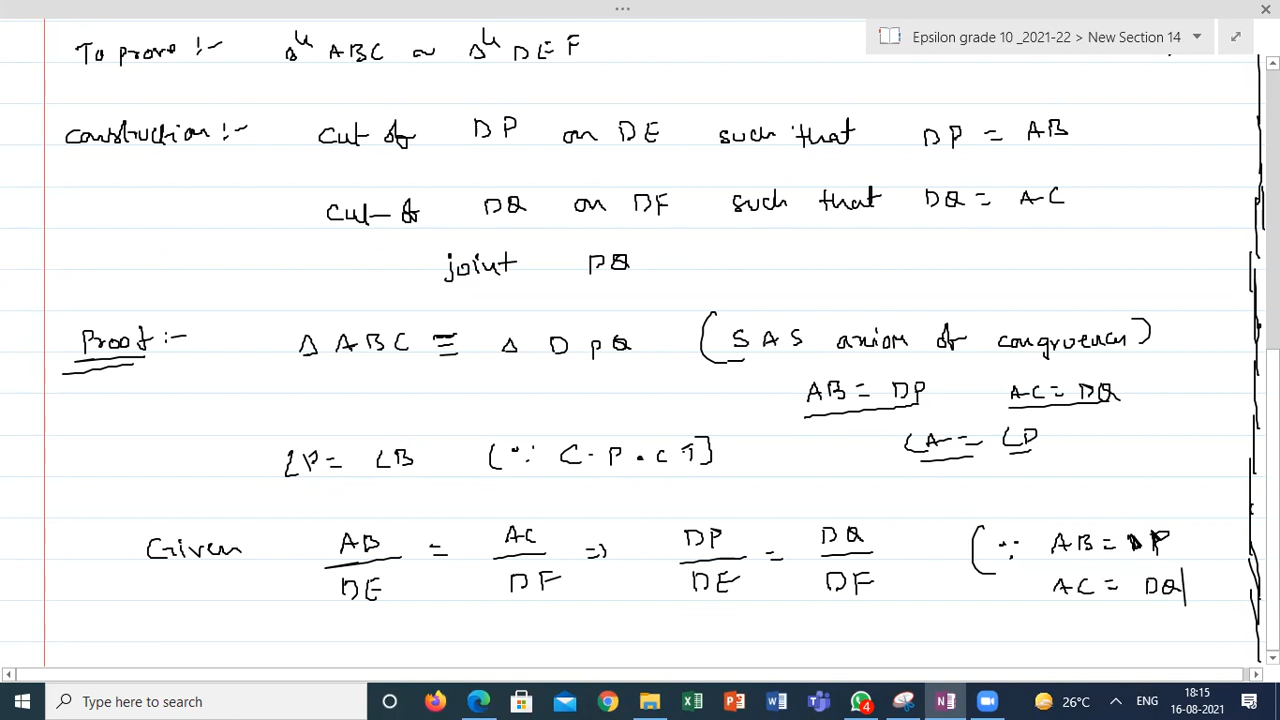 Epsilon grade 10 _2021-22 > New Section 14
To prove :- Δle ABC ~ Δle DEF
construction :- cut of DP on DE such that DP = AB
cut-of DQ on DF such that DQ = AC
joint PQ
Proof :- Δ ABC ≡ Δ DPQ (SAS axiom of congruency)
AB = DP AC = DQ
∠A = ∠D
∠P = ∠B (∵ C.P.CT]
Given AB/DE = AC/DF ⇒ DP/DE = DQ/DF (∵ AB = DP
AC = DQ
Type here to search
4
26°C
ENG
18:15
16-08-2021